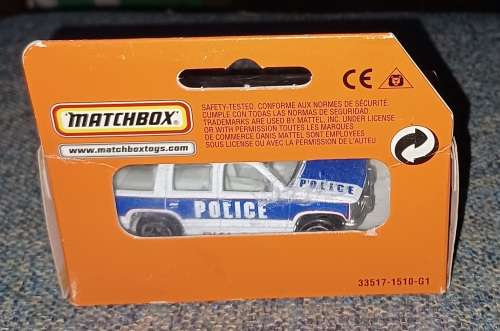 MATCHBOX
www.matchboxtoys.com
SAFETY-TESTED. CONFORME AUX NORMES DE SÉCURITÉ.
CUMPLE CON TODAS LAS NORMAS DE SEGURIDAD.
TRADEMARKS ARE USED BY MATTEL, INC. UNDER LICENSE
OR WITH PERMISSION TOUTES LES MARQUES
DE COMMERCE OANIS MATTEL SONT EMPLOYEES
SOUS LICENSE OU AVEC LA PERMISSION DE L'AUTEU
CE
POLICE
POLICE
33517-1510-G1